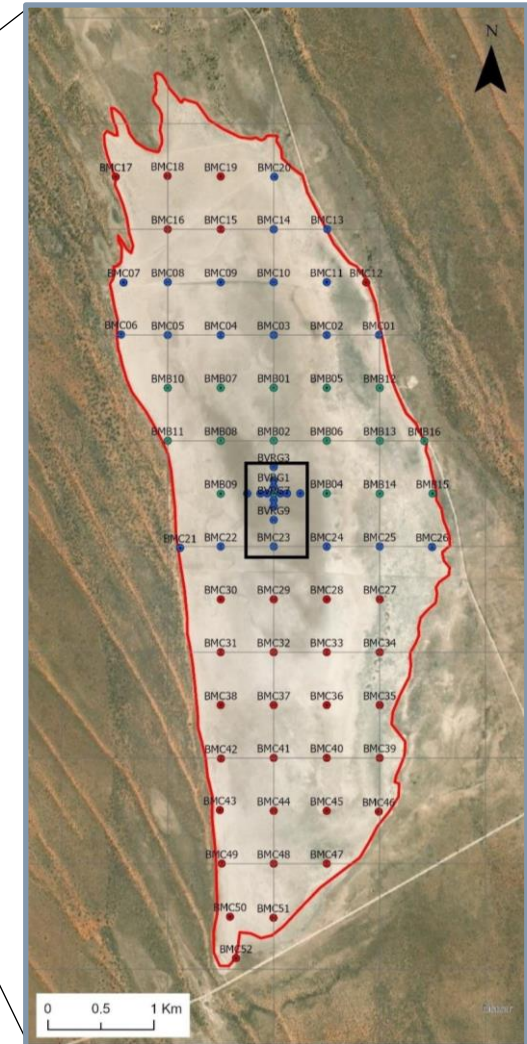 N
BMC17 BMC18 BMC19 BMC20
BMC16 BMC15 BMC14 BMC13
BMC07 BMC08 BMC09 BMC10 BMC11 BMC12
BMC06 BMC05 BMC04 BMC03 BMC02 BMC01
BMB10 BMB07 BMB01 BMB05 BMB12
BMB11 BMB08 BMB02 BMB06 BMB13 BMB16
BVRG3
BVRG1
BMB09 BMB04 BMB14 BMB15
BVRG9
BMC21 BMC22 BMC23 BMC24 BMC25 BMC26
BMC30 BMC29 BMC28 BMC27
BMC31 BMC32 BMC33 BMC34
BMC38 BMC37 BMC36 BMC35
BMC42 BMC41 BMC40 BMC39
BMC43 BMC44 BMC45 BMC46
BMC49 BMC48 BMC47
BMC50 BMC51
BMC52
0 0.5 1 Km